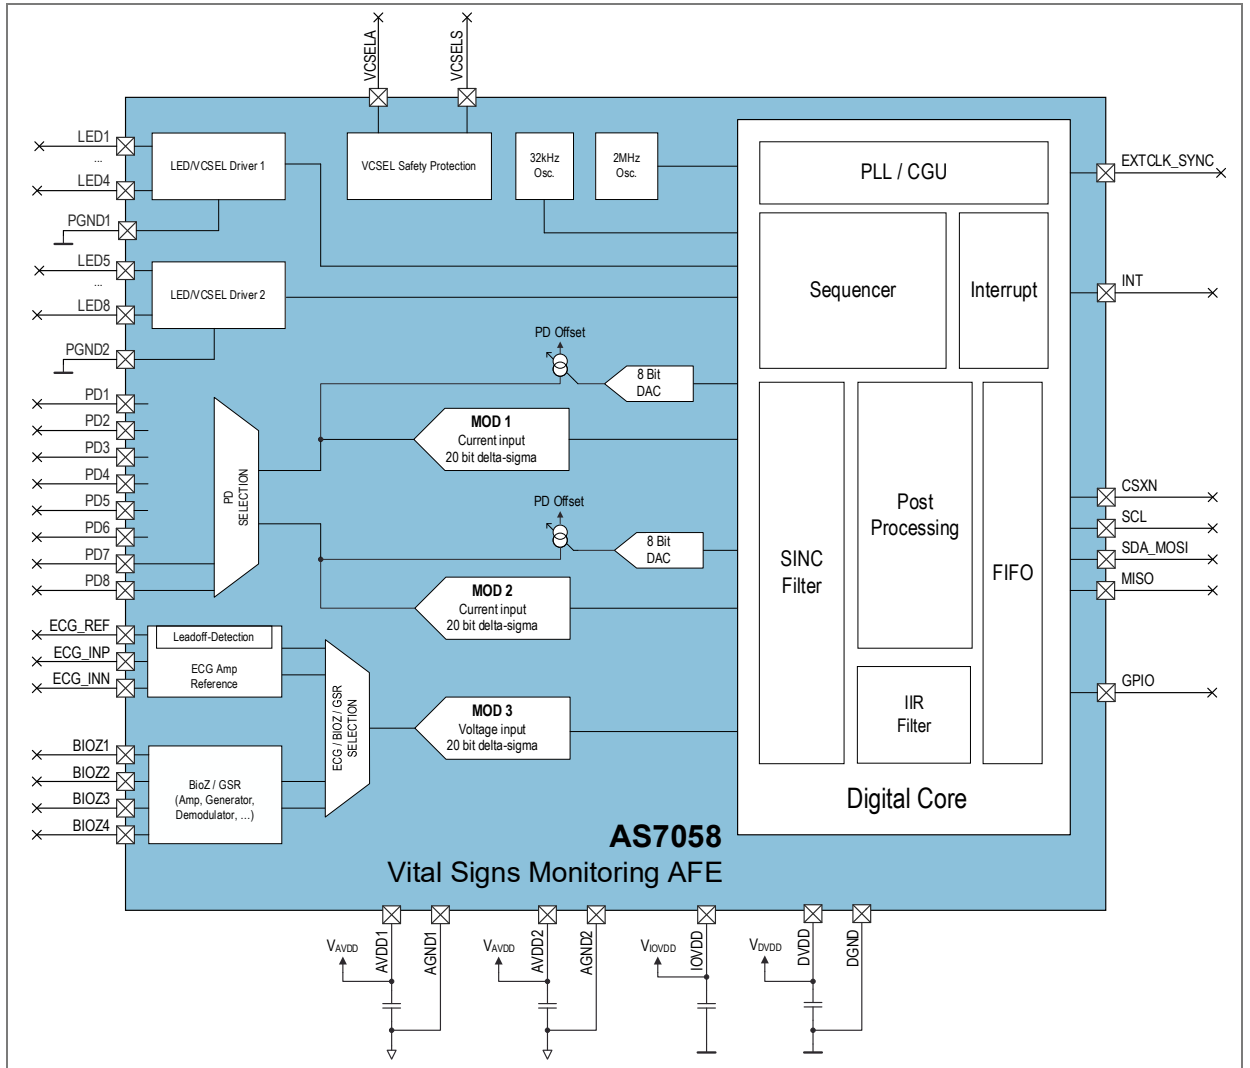 VCSELA
VCSELS
LED1
...
LED4
PGND1
LED5
...
LED8
PGND2
PD1
PD2
PD3
PD4
PD5
PD6
PD7
PD8
ECG_REF
ECG_INP
ECG_INN
BIOZ1
BIOZ2
BIOZ3
BIOZ4
LED/VCSEL Driver 1
LED/VCSEL Driver 2
VCSEL Safety Protection
32kHz
Osc.
2MHz
Osc.
PD
SELECTION
PD Offset
8 Bit
DAC
MOD 1
Current input
20 bit delta-sigma
PD Offset
8 Bit
DAC
MOD 2
Current input
20 bit delta-sigma
Leadoff-Detection
ECG Amp
Reference
BioZ / GSR
(Amp, Generator,
Demodulator, ...)
ECG / BIOZ / GSR
SELECTION
MOD 3
Voltage input
20 bit delta-sigma
PLL / CGU
Sequencer
Interrupt
SINC
Filter
Post
Processing
FIFO
IIR
Filter
Digital Core
EXTCLK_SYNC
INT
CSXN
SCL
SDA_MOSI
MISO
GPIO
AS7058
Vital Signs Monitoring AFE
VAVDD
AVDD1
AGND1
VAVDD
AVDD2
AGND2
VIOVDD
IOVDD
VDVDD
DVDD
DGND